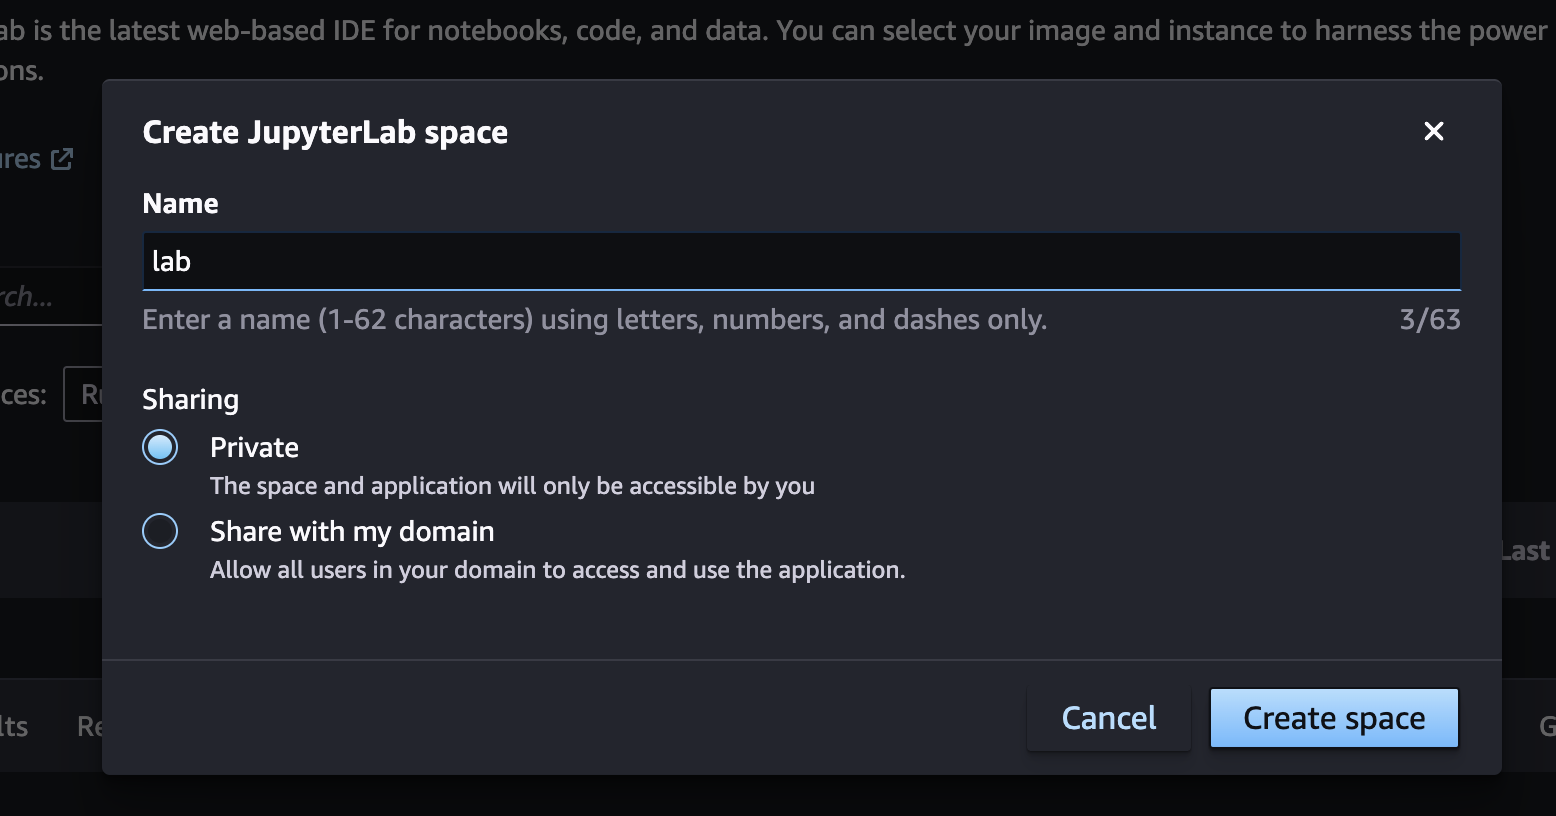 ab is the latest web-based IDE for notebooks, code, and data. You can select your image and instance to harness the power
ons.
Create JupyterLab space
ures
Name
lab
rch...
Enter a name (1-62 characters) using letters, numbers, and dashes only. 3/63
ces: Ru
Sharing
Private
The space and application will only be accessible by you
Share with my domain
Last
Allow all users in your domain to access and use the application.
Cancel Create space
lts Re G